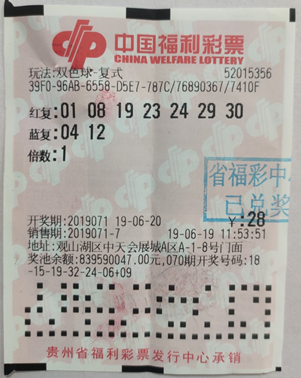 中国福利彩票
CHINA WELFARE LOTTERY
玩法:双色球-复式 52015356
39F0-96AB-6558-D5E7-787C/76890367/7410F
红复:01 08 19 23 24 29 30
蓝复:04 12
倍数:1
省福彩中
已兑奖
开奖期:2019071 19-06-20 ¥:28
销售期:2019071-7 19-06-19 11:53:51
地址:观山湖区中天会展城A区A-1-8号门面
奖池余额:839590047.00元,070期开奖号码:18
-15-19-32-24-06+09
贵州省福利彩票发行中心承销